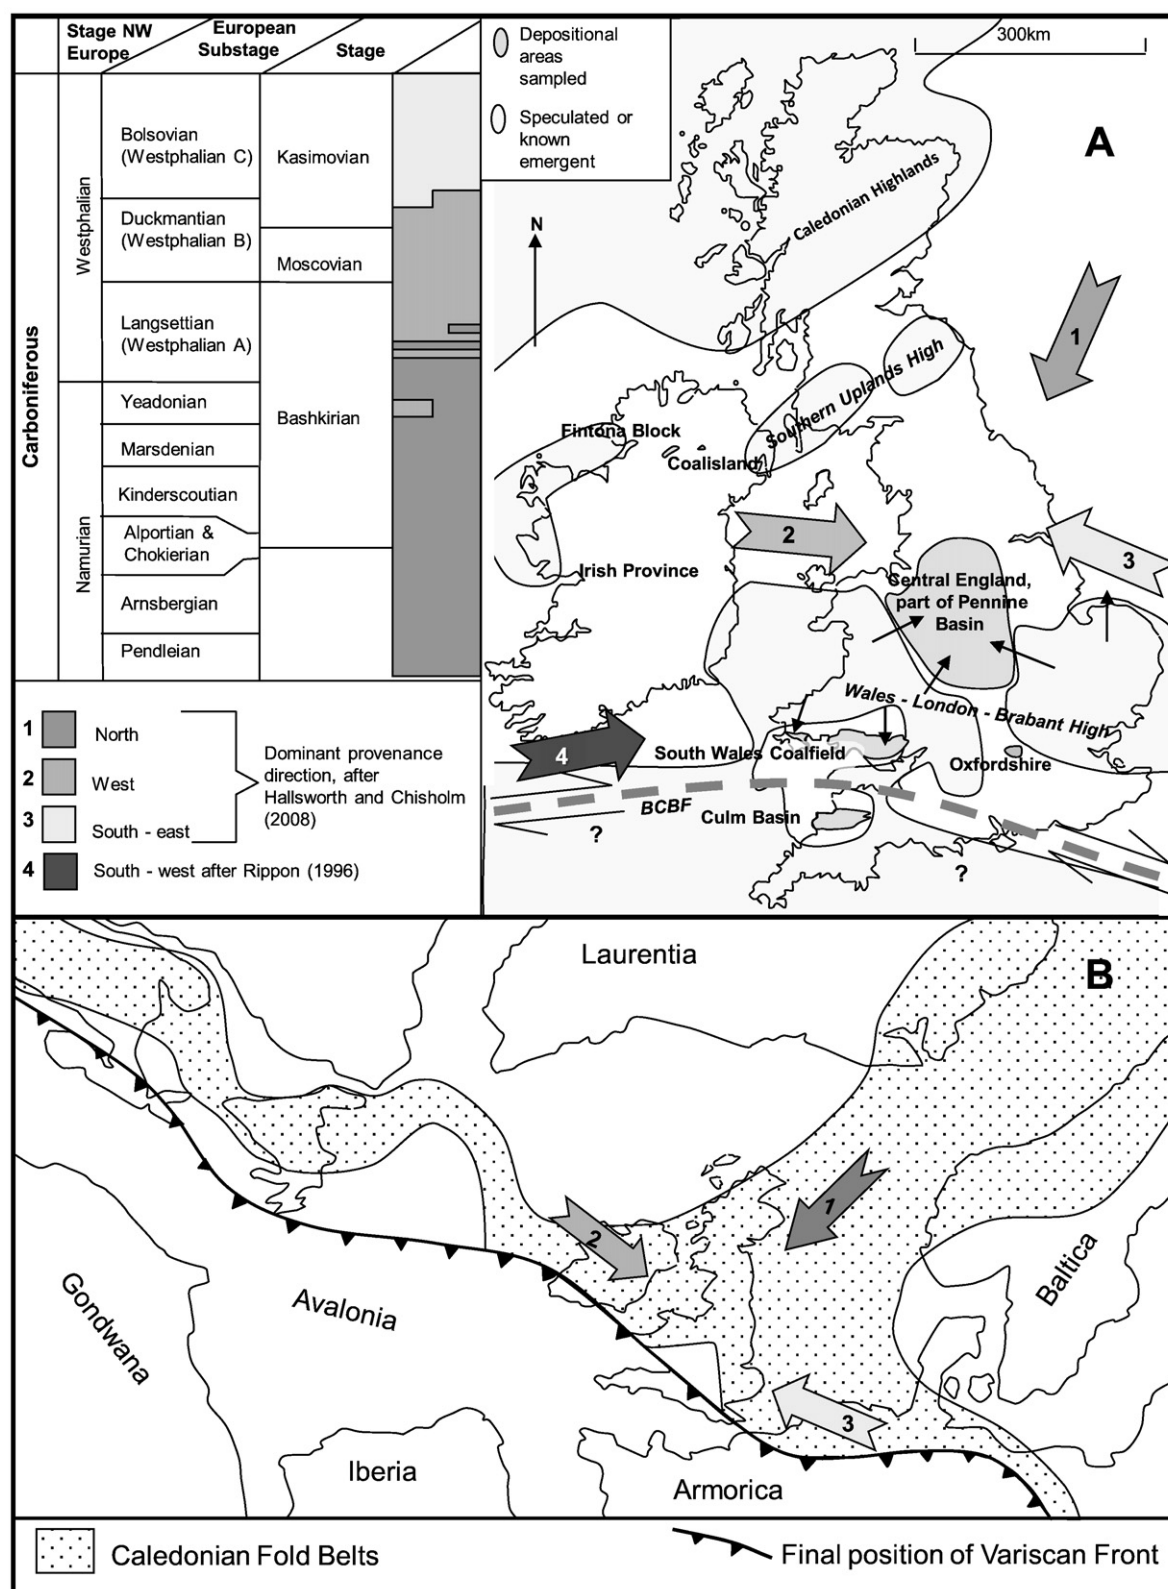 Stage NW
Europe
European
Substage
Stage
Carboniferous
Westphalian
Namurian
Bolsovian
(Westphalian C)
Duckmantian
(Westphalian B)
Langsettian
(Westphalian A)
Yeadonian
Marsdenian
Kinderscoutian
Alportian &
Chokierian
Arnsbergian
Pendleian
Kasimovian
Moscovian
Bashkirian
1 North
2 West
3 South - east
4 South - west after Rippon (1996)
Dominant provenance
direction, after
Hallsworth and Chisholm
(2008)
Depositional
areas
sampled
Speculated or
known
emergent
300km
A
N
Caledonian Highlands
1
Southern Uplands High
Fintona Block
Coalisland
2
3
Irish Province
Central England,
part of Pennine
Basin
Wales - London - Brabant High
4
South Wales Coalfield
Oxfordshire
BCBF
Culm Basin
?
?
Laurentia
B
1
2
Baltica
Gondwana
Avalonia
3
Iberia
Armorica
Caledonian Fold Belts
Final position of Variscan Front